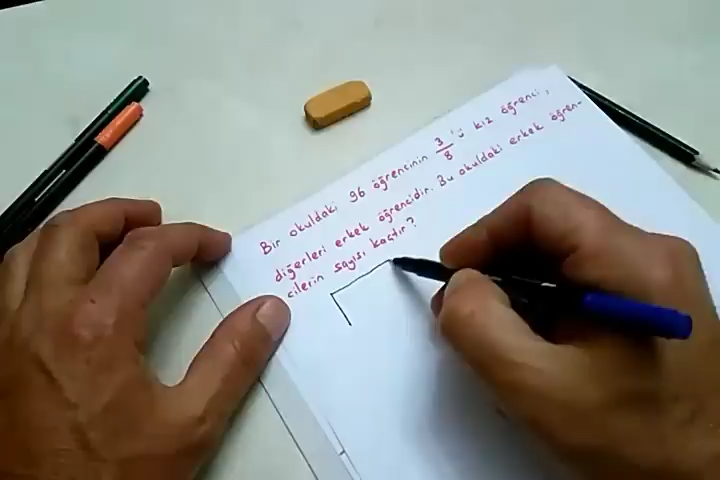 Bir okuldaki 96 öğrencinin 3/8 'ü kız öğrenci,
diğerleri erkek öğrencidir. Bu okuldaki erkek öğren-
cilerin sayısı kaçtır?